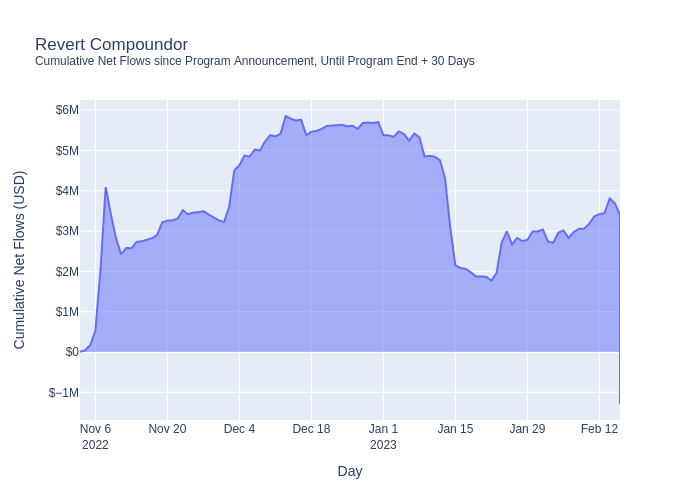 Revert Compoundor
Cumulative Net Flows since Program Announcement, Until Program End + 30 Days
Cumulative Net Flows (USD)
$6M
$5M
$4M
$3M
$2M
$1M
$0
$−1M
Nov 6 Nov 20 Dec 4 Dec 18 Jan 1 Jan 15 Jan 29 Feb 12
2022 2023
Day